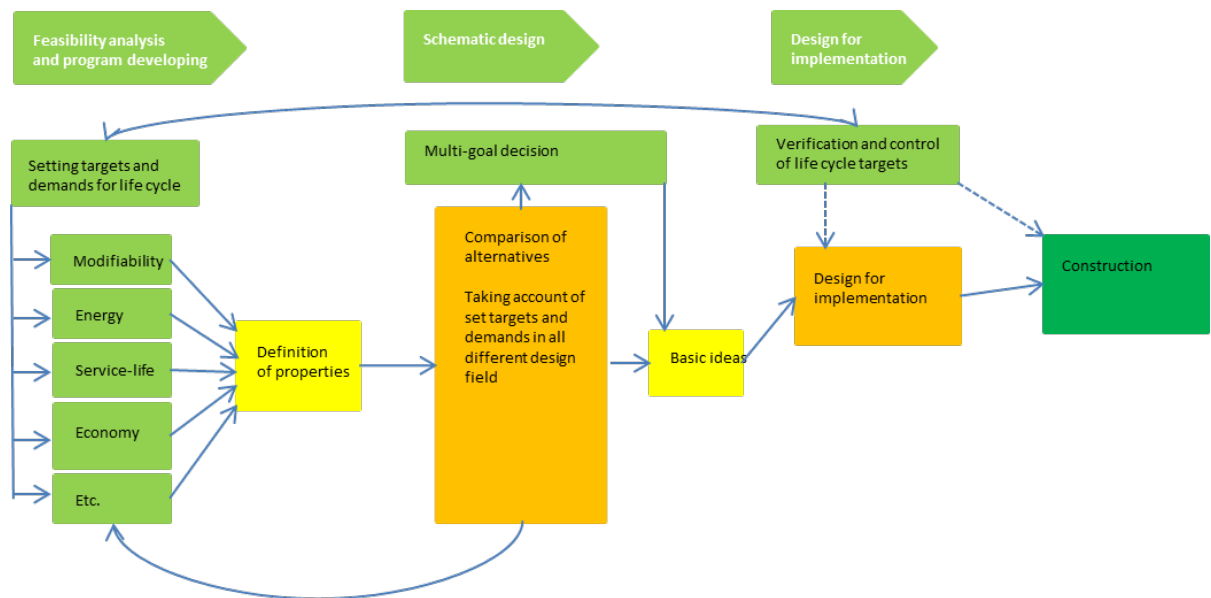 Feasibility analysis
and program developing
Schematic design
Design for
implementation
Setting targets and
demands for life cycle
Multi-goal decision
Verification and control
of life cycle targets
Modifiability
Energy
Service-life
Economy
Etc.
Definition
of properties
Comparison of
alternatives
Taking account of
set targets and
demands in all
different design
field
Basic ideas
Design for
implementation
Construction